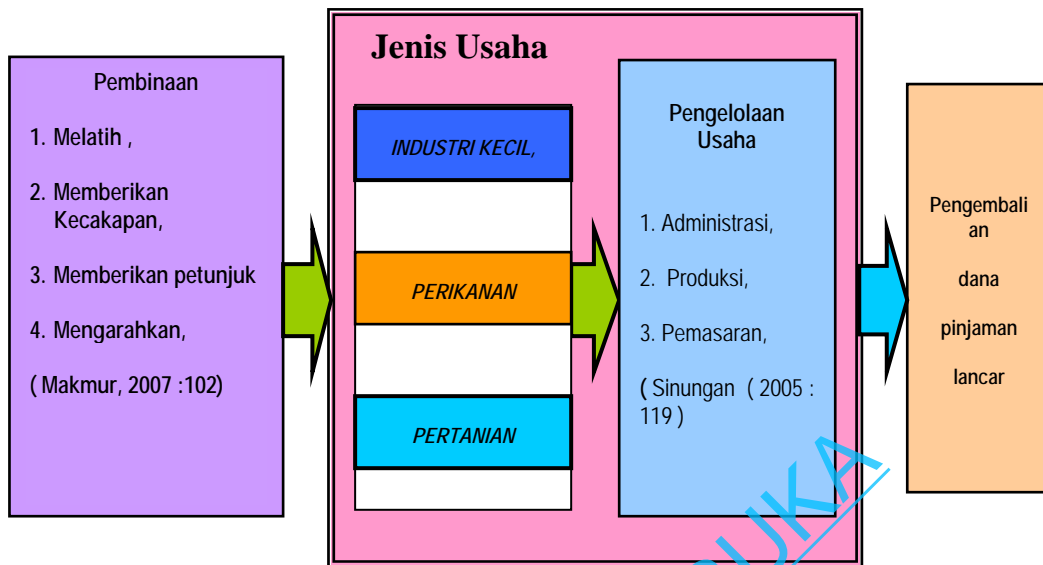 Jenis Usaha
Pembinaan
1. Melatih ,
2. Memberikan
Kecakapan,
3. Memberikan petunjuk
4. Mengarahkan,
( Makmur, 2007 :102)
INDUSTRI KECIL,
PERIKANAN
PERTANIAN
Pengelolaan
Usaha
1. Administrasi,
2. Produksi,
3. Pemasaran,
( Sinungan ( 2005 :
119 )
Pengembali
an
dana
pinjaman
lancar
UKA